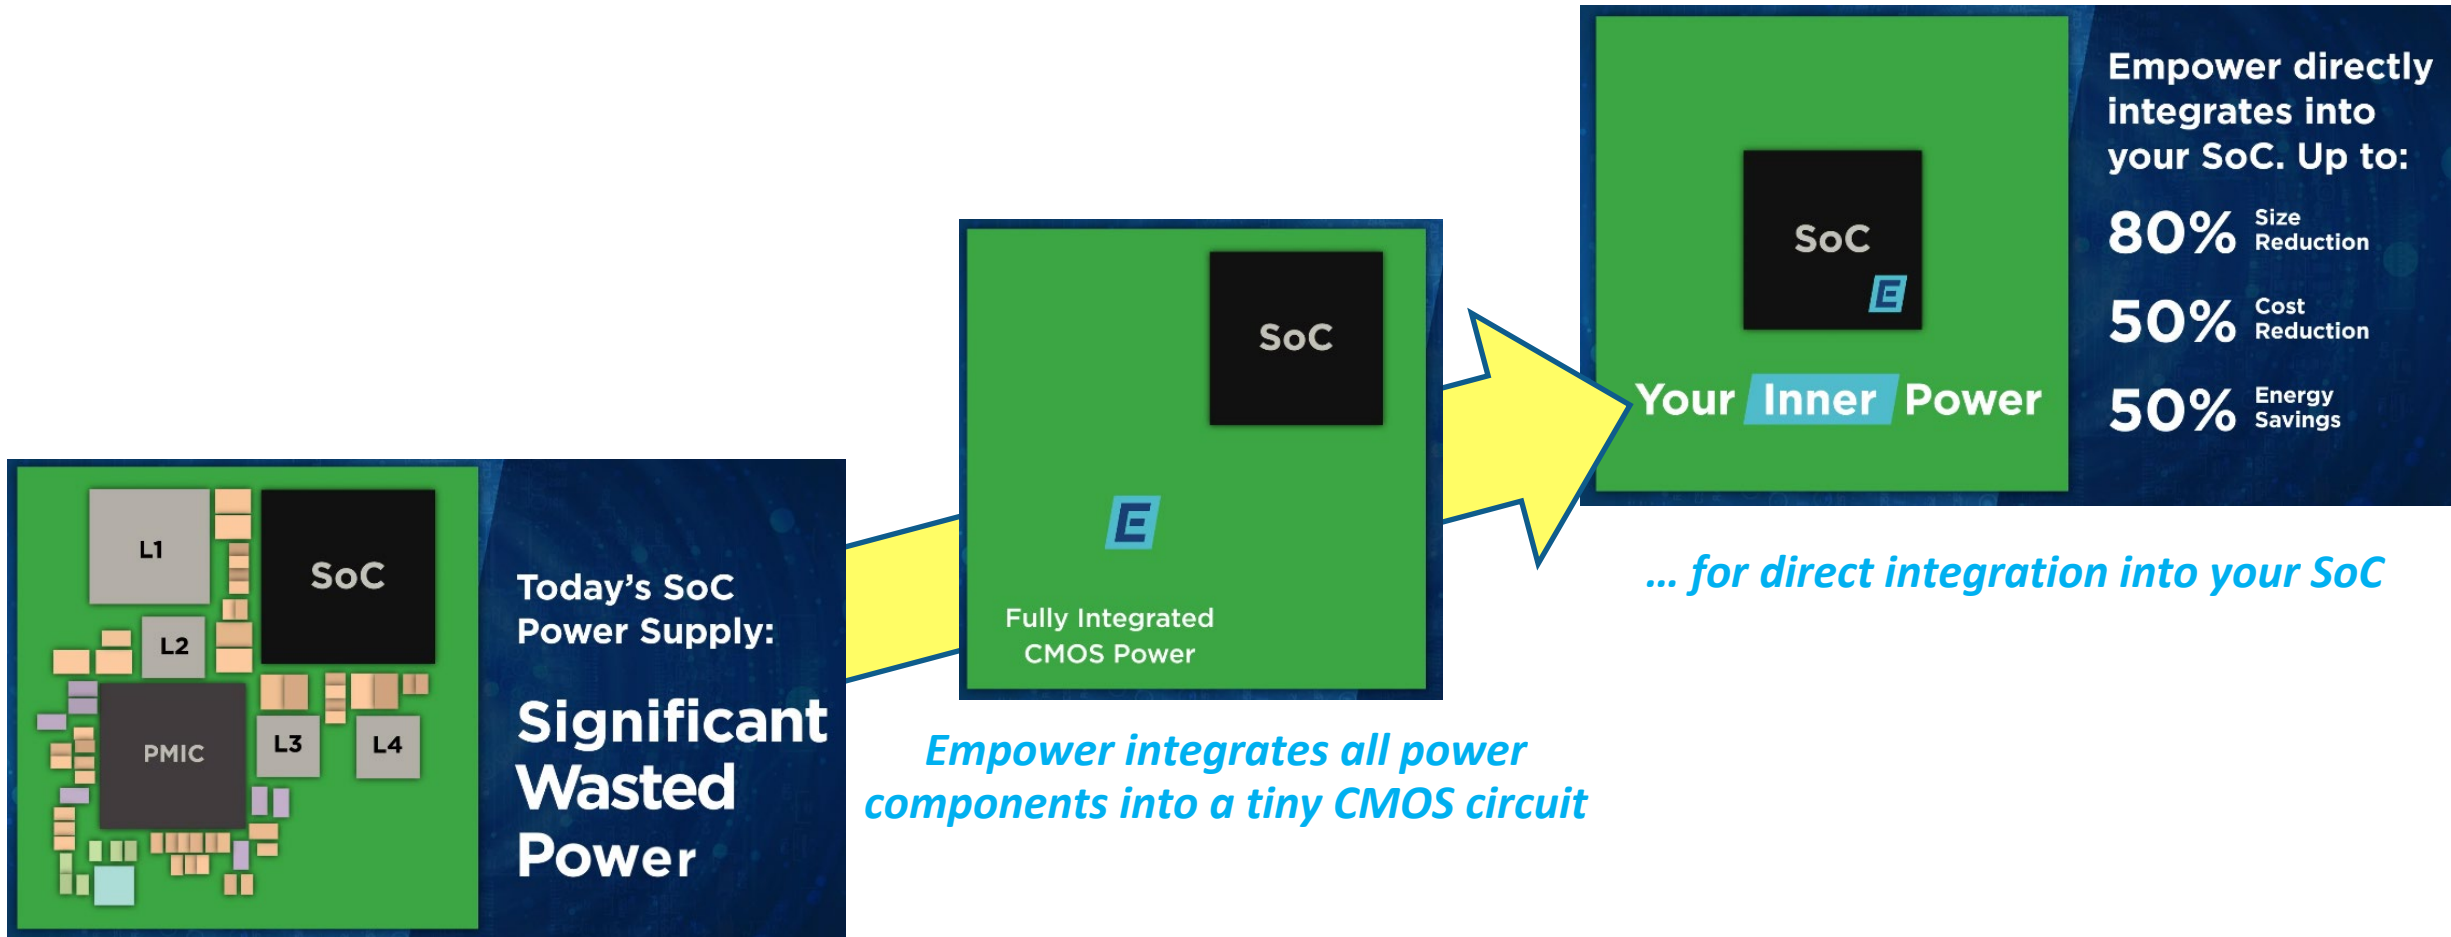 L1
SoC
L2
PMIC
L3
L4
Today's SoC
Power Supply:
Significant
Wasted
Power
SoC
E
Fully Integrated
CMOS Power
Empower integrates all power
components into a tiny CMOS circuit
SoC
E
Your Inner Power
Empower directly
integrates into
your SoC. Up to:
80% Size
Reduction
50% Cost
Reduction
50% Energy
Savings
... for direct integration into your SoC